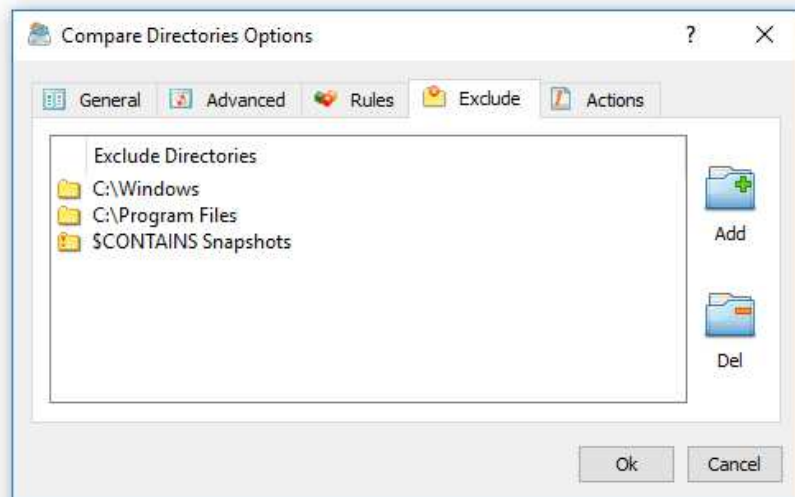 Compare Directories Options ?
General Advanced Rules Exclude Actions
Exclude Directories
C:\Windows
C:\Program Files
$CONTAINS Snapshots
Add
Del
Ok Cancel